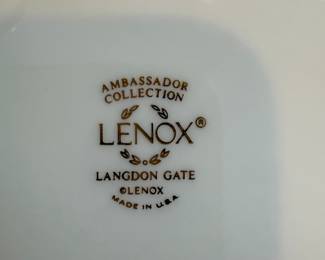 AMBASSADOR
COLLECTION
LENOX®
LANGDON GATE
©LENOX
MADE IN U.S.A.